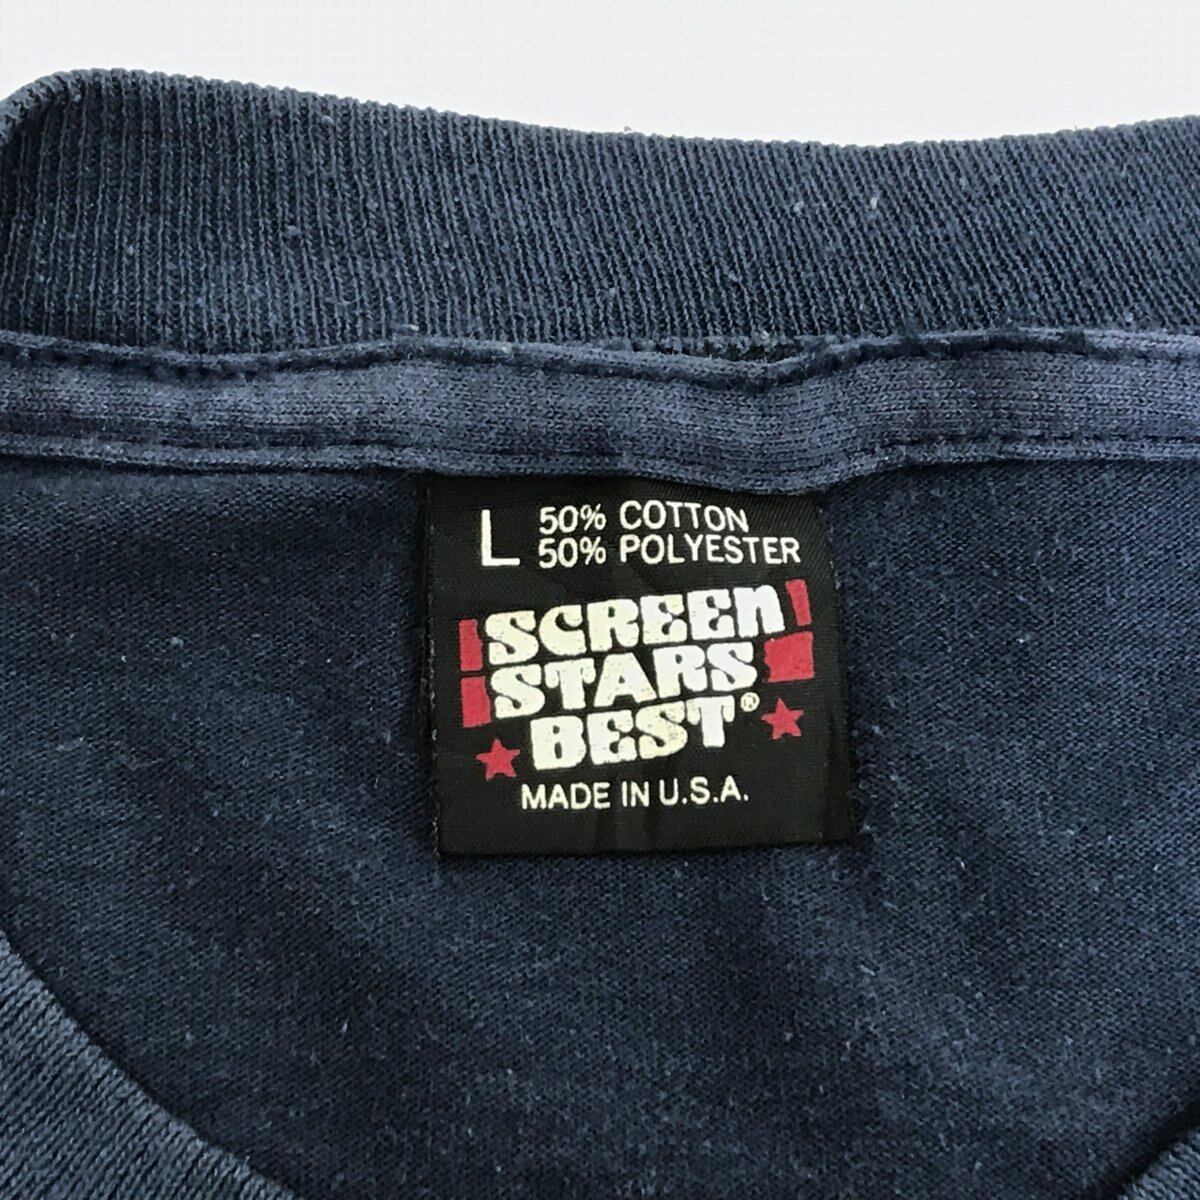 L 50% COTTON
50% POLYESTER
SCREEN
STARS
BEST®
MADE IN U.S.A.